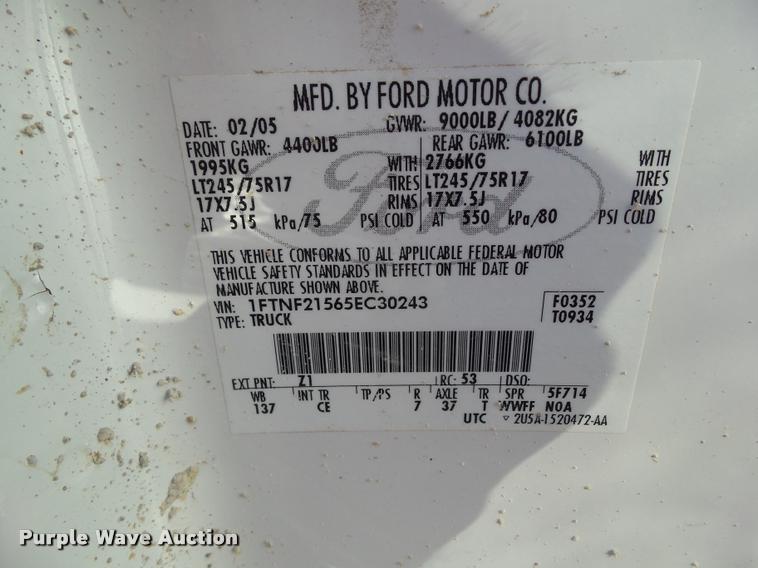 MFD. BY FORD MOTOR CO.
DATE: 02/05 GVWR: 9000LB/4082KG
FRONT GAWR: 4400LB REAR GAWR: 6100LB
1995KG WITH 2766KG WITH
LT245/75R17 TIRES LT245/75R17 TIRES
17X7.5J RIMS 17X7.5J RIMS
AT 515 kPa/75 PSI COLD AT 550 kPa/80 PSI COLD
Ford
THIS VEHICLE CONFORMS TO ALL APPLICABLE FEDERAL MOTOR
VEHICLE SAFETY STANDARDS IN EFFECT ON THE DATE OF
MANUFACTURE SHOWN ABOVE.
VIN: 1FTNF21565EC30243 F0352
TYPE: TRUCK T0934
EXT PNT: Z1 RC: 53 DSO:
WB INT TR TP/PS R AXLE TR SPR 5F714
137 CE 7 37 T WWFF NOA
UTC ▽ 2U5A-1520472-AA
Purple Wave Auction